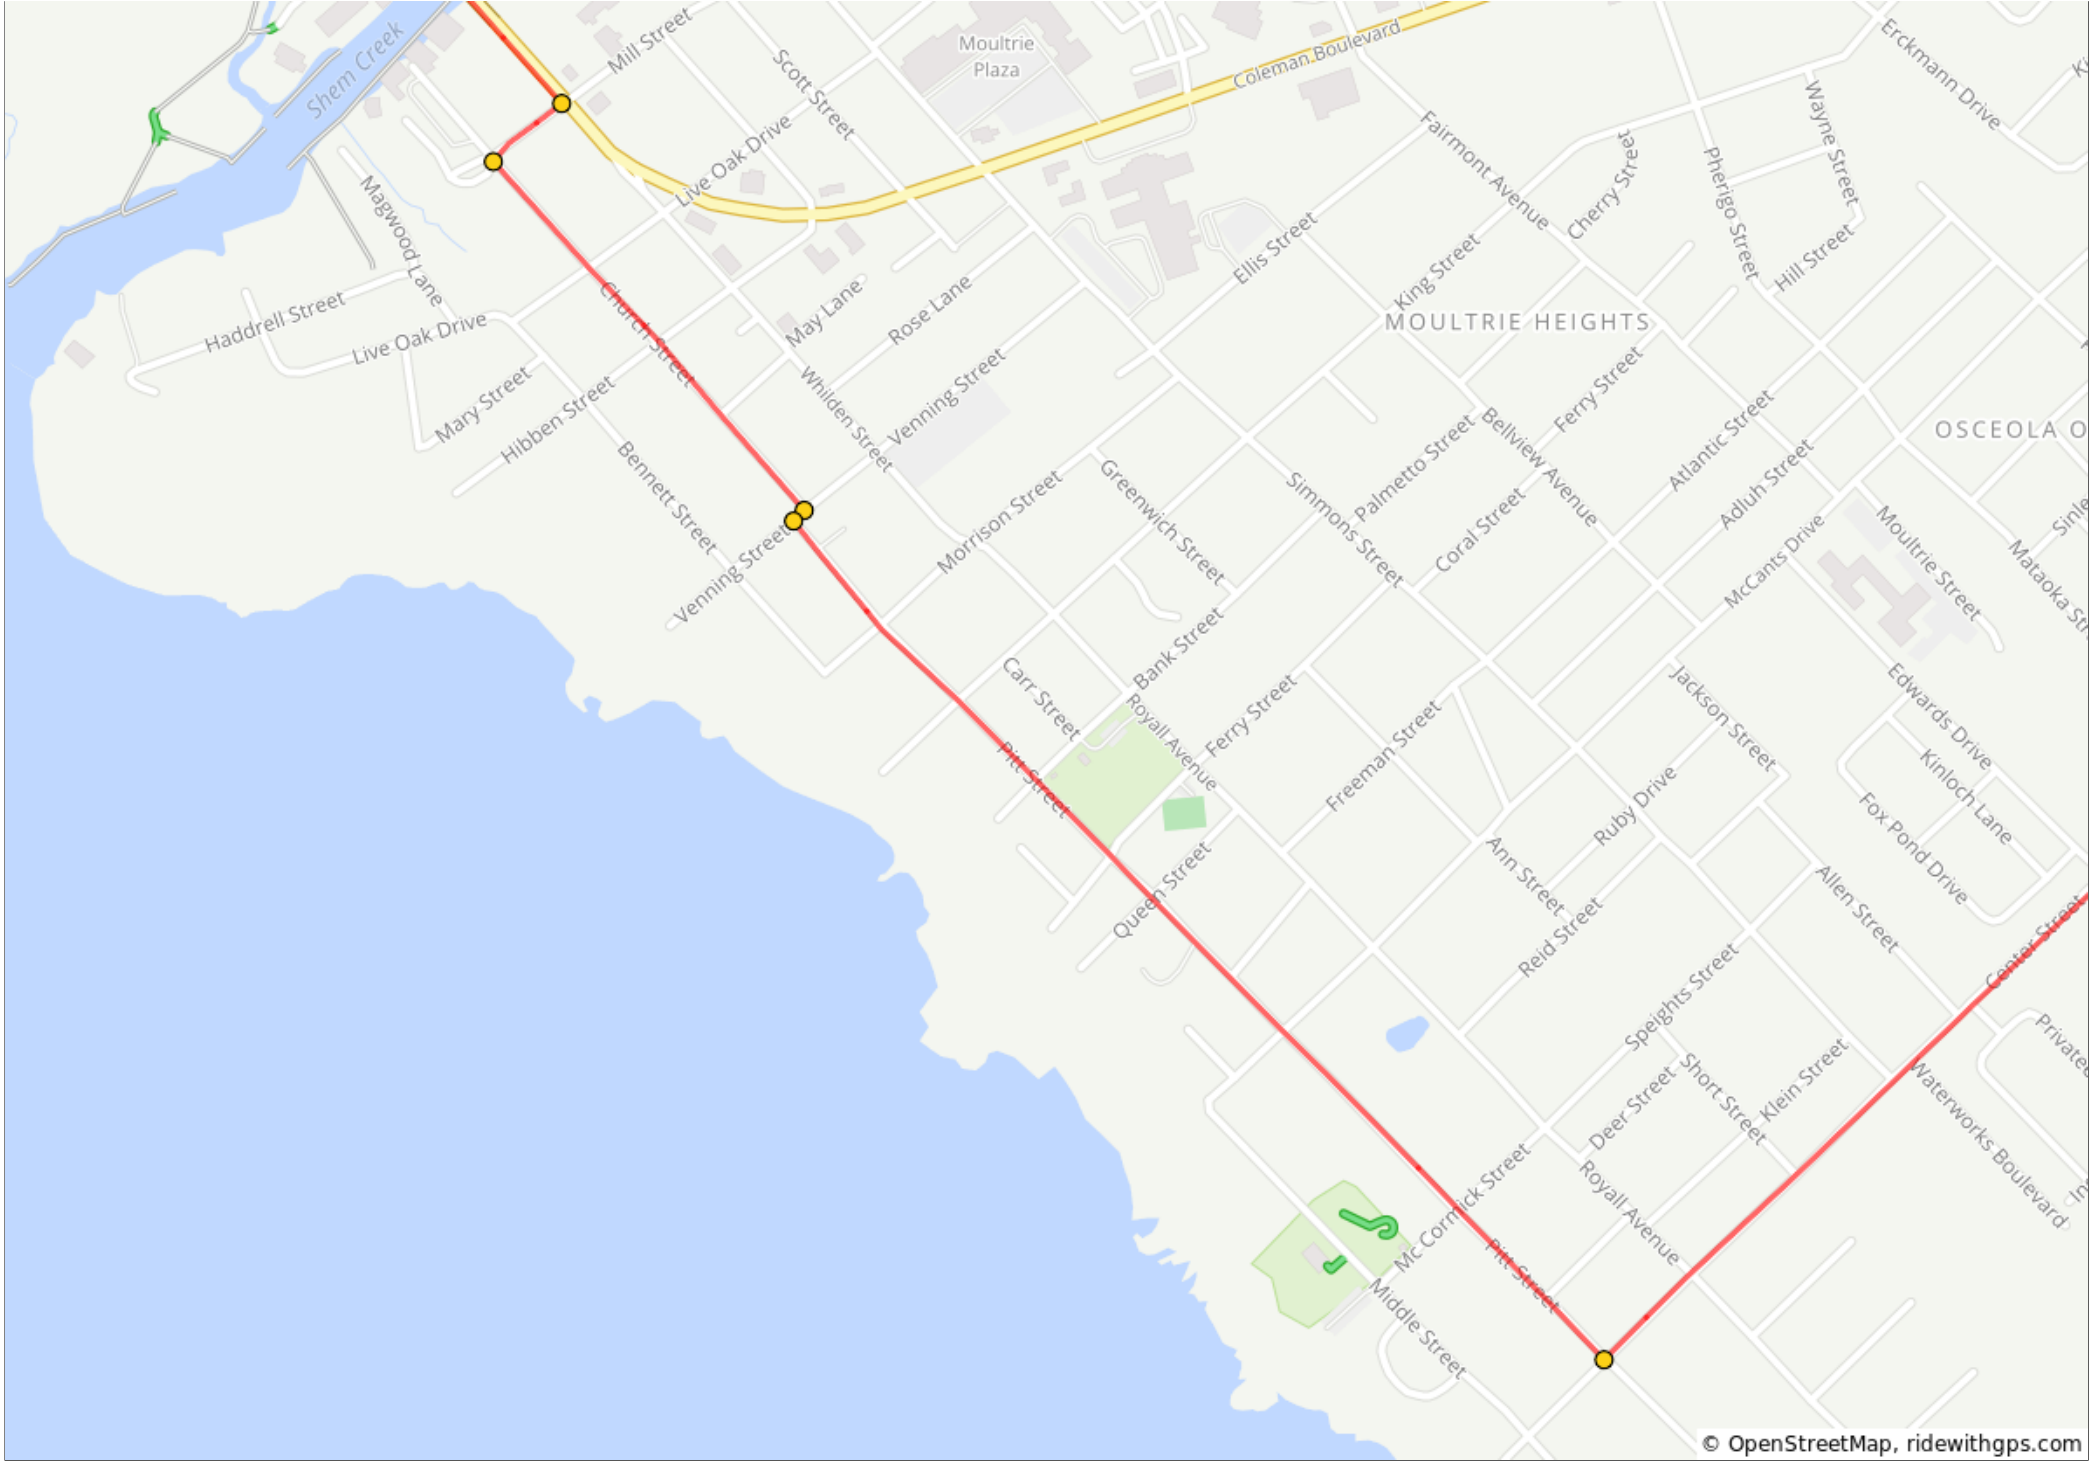 Shem Creek
Mill Street
Scott Street
Moultrie
Plaza
Coleman Boulevard
Erckmann Drive
Live Oak Drive
Magwood Lane
Fairmont Avenue
Cherry Street
Wayne Street
Pherigo Street
Hill Street
Ellis Street
King Street
Haddrell Street
Live Oak Drive
Church Street
May Lane
Rose Lane
MOULTRIE HEIGHTS
Mary Street
Hibben Street
Whilden Street
Venning Street
Ferry Street
Palmetto Street
Bellview Avenue
Atlantic Street
Adluh Street
OSCEOLA O
Bennett Street
Morrison Street
Greenwich Street
Simmons Street
Coral Street
McCants Drive
Moultrie Street
Sinle
Mataoka Str
Venning Street
Carr Street
Bank Street
Royall Avenue
Ferry Street
Freeman Street
Jackson Street
Edwards Drive
Kinloch Lane
Fox Pond Drive
Pitt Street
Queen Street
Ann Street
Ruby Drive
Reid Street
Allen Street
Center Street
Speights Street
Short Street
Deer Street
Klein Street
Private
Waterworks Boulevard
Mc Cormick Street
Royall Avenue
Pitt Street
Middle Street
© OpenStreetMap, ridewithgps.com